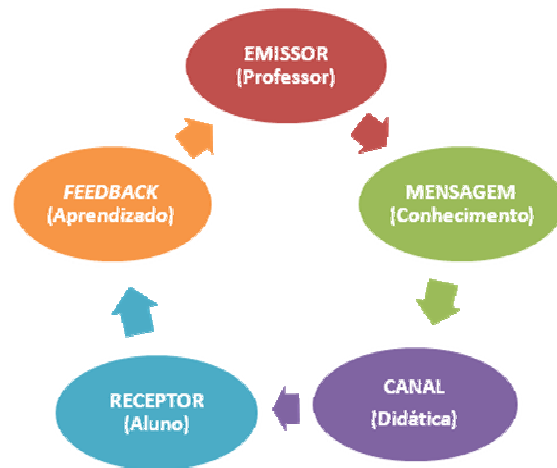 EMISSOR
(Professor)
MENSAGEM
(Conhecimento)
CANAL
(Didática)
RECEPTOR
(Aluno)
FEEDBACK
(Aprendizado)